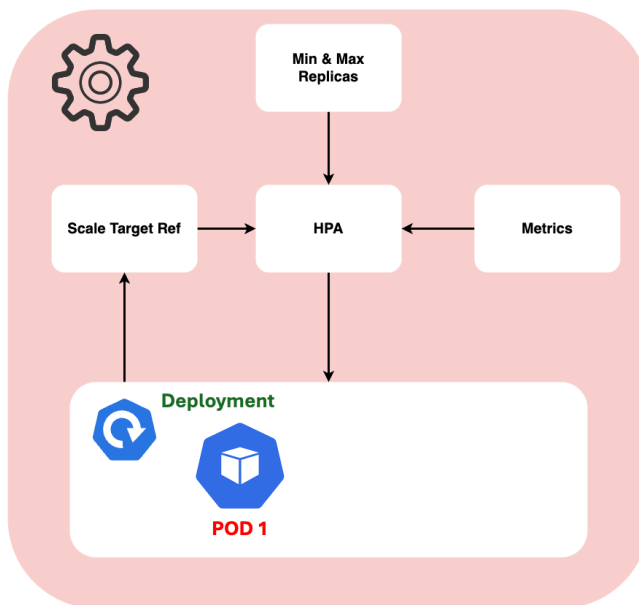 Min & Max
Replicas
Scale Target Ref
HPA
Metrics
Deployment
POD 1